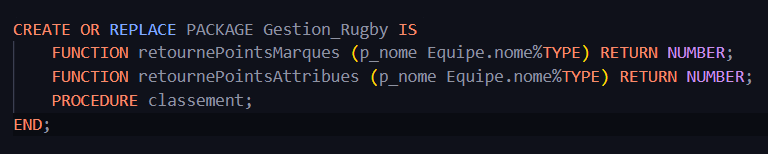 CREATE OR REPLACE PACKAGE Gestion_Rugby IS
    FUNCTION retournePointsMarques (p_nome Equipe.nome%TYPE) RETURN NUMBER;
    FUNCTION retournePointsAttribues (p_nome Equipe.nome%TYPE) RETURN NUMBER;
    PROCEDURE classement;
END;